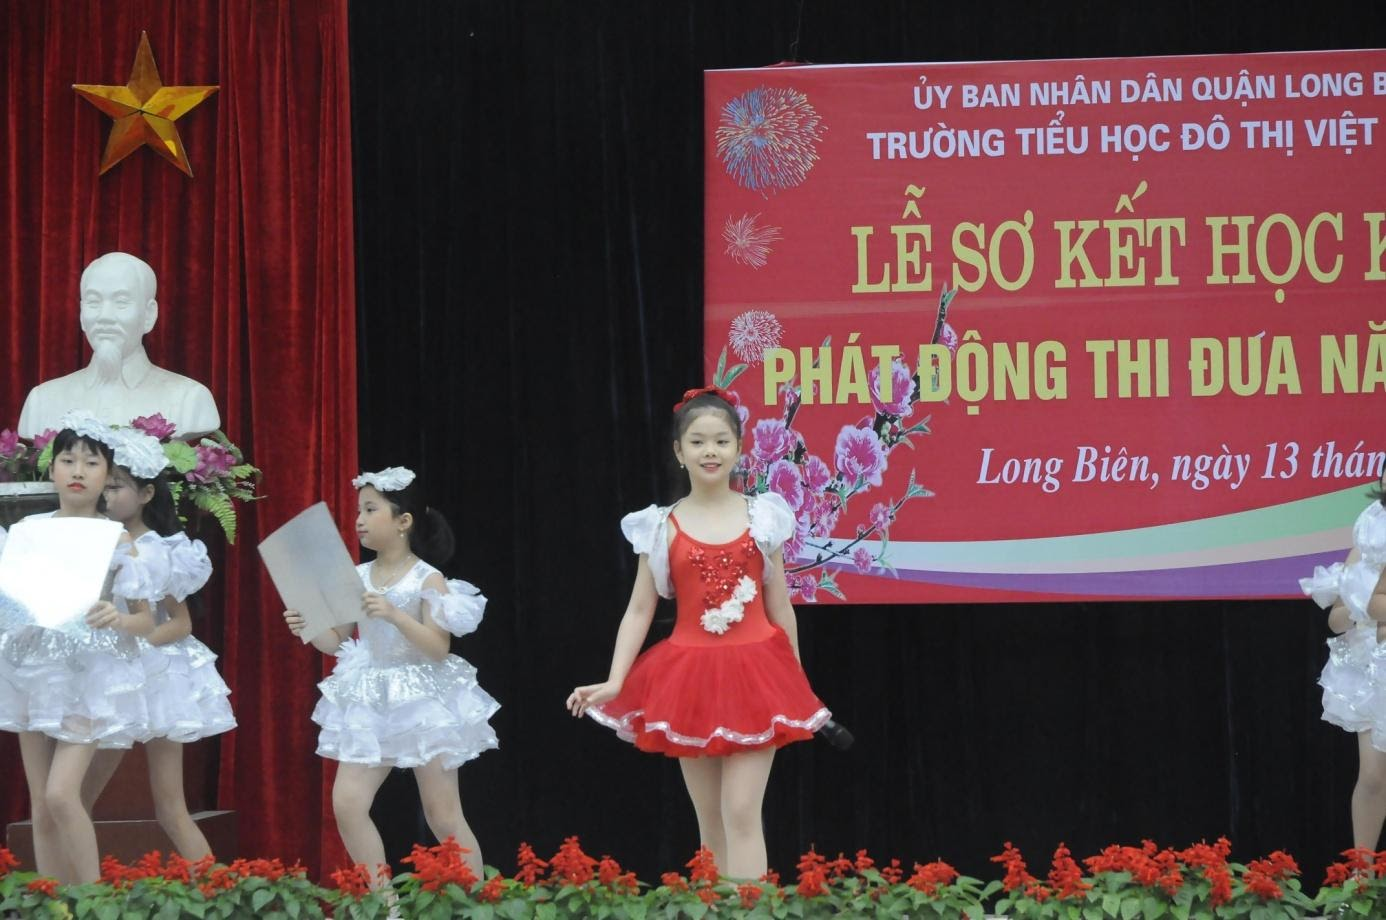 ỦY BAN NHÂN DÂN QUẬN LONG B
TRƯỜNG TIỂU HỌC ĐÔ THỊ VIỆT
LỄ SƠ KẾT HỌC K
PHÁT ĐỘNG THI ĐUA NĂ
Long Biên, ngày 13 thán